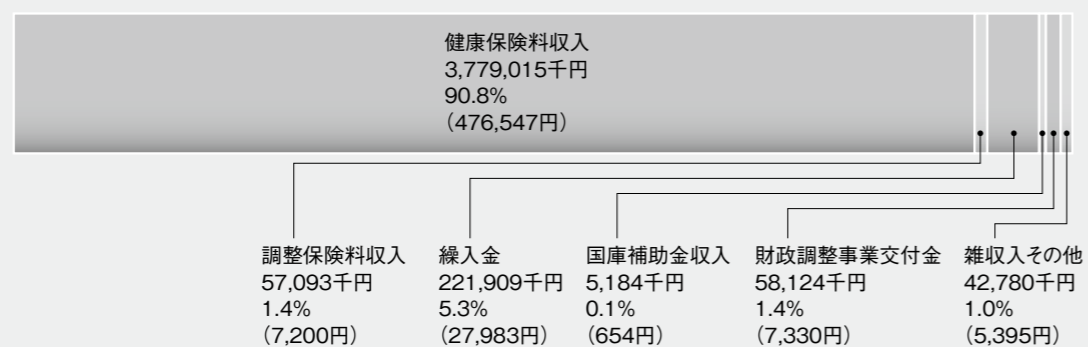 健康保険料収入
3,779,015千円
90.8%
（476,547円）
調整保険料収入
57,093千円
1.4%
（7,200円）
繰入金
221,909千円
5.3%
（27,983円）
国庫補助金収入
5,184千円
0.1%
（654円）
財政調整事業交付金
58,124千円
1.4%
（7,330円）
雑収入その他
42,780千円
1.0%
（5,395円）